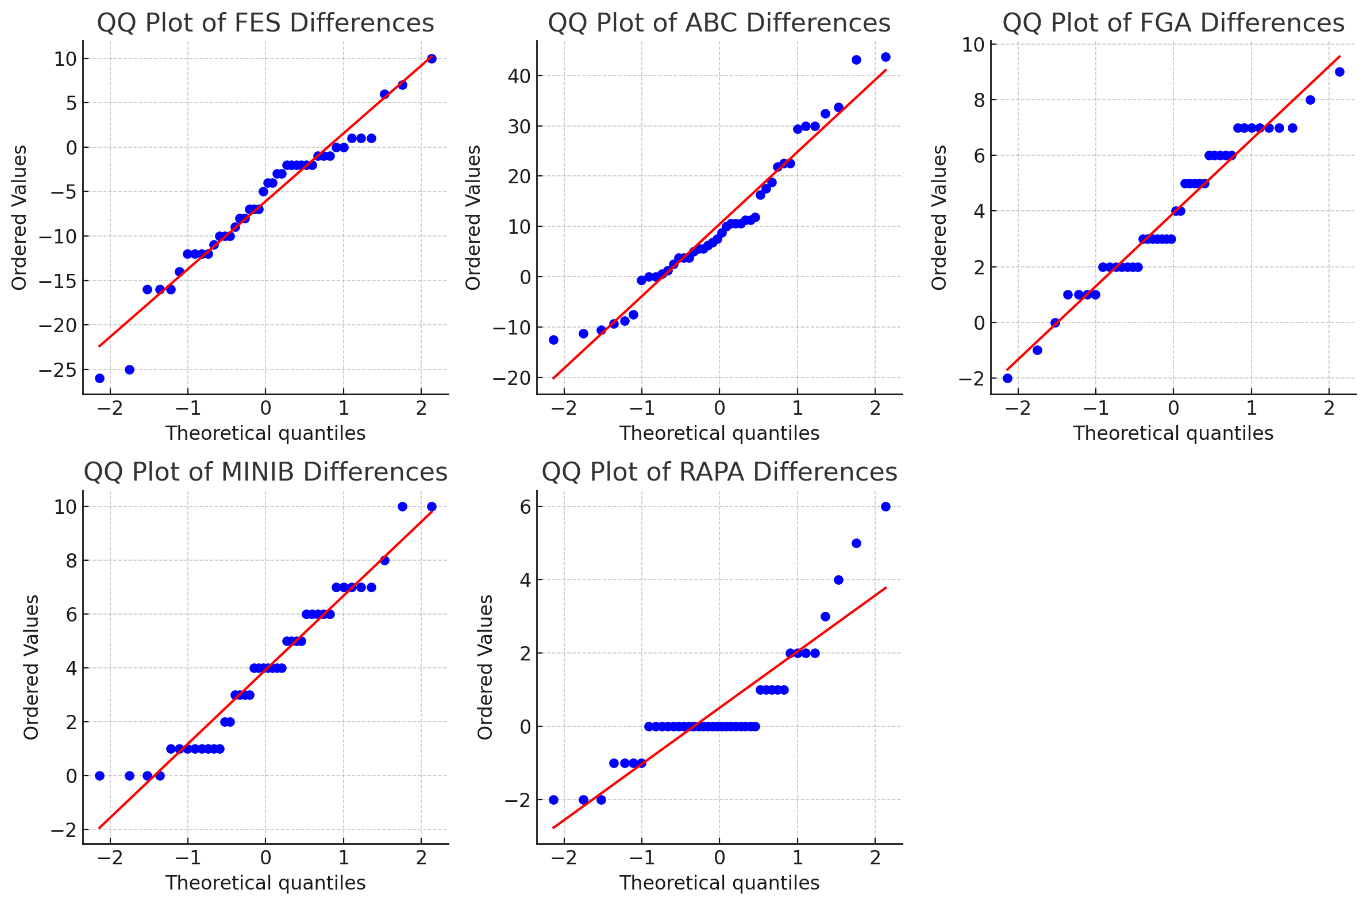 QQ Plot of FES Differences
10
5
0
−5
−10
−15
−20
−25
Ordered Values
−2 −1 0 1 2
Theoretical quantiles
QQ Plot of ABC Differences
40
30
20
10
0
−10
−20
Ordered Values
−2 −1 0 1 2
Theoretical quantiles
QQ Plot of FGA Differences
10
8
6
4
2
0
−2
Ordered Values
−2 −1 0 1 2
Theoretical quantiles
QQ Plot of MINIB Differences
10
8
6
4
2
0
−2
Ordered Values
−2 −1 0 1 2
Theoretical quantiles
QQ Plot of RAPA Differences
6
4
2
0
−2
Ordered Values
−2 −1 0 1 2
Theoretical quantiles